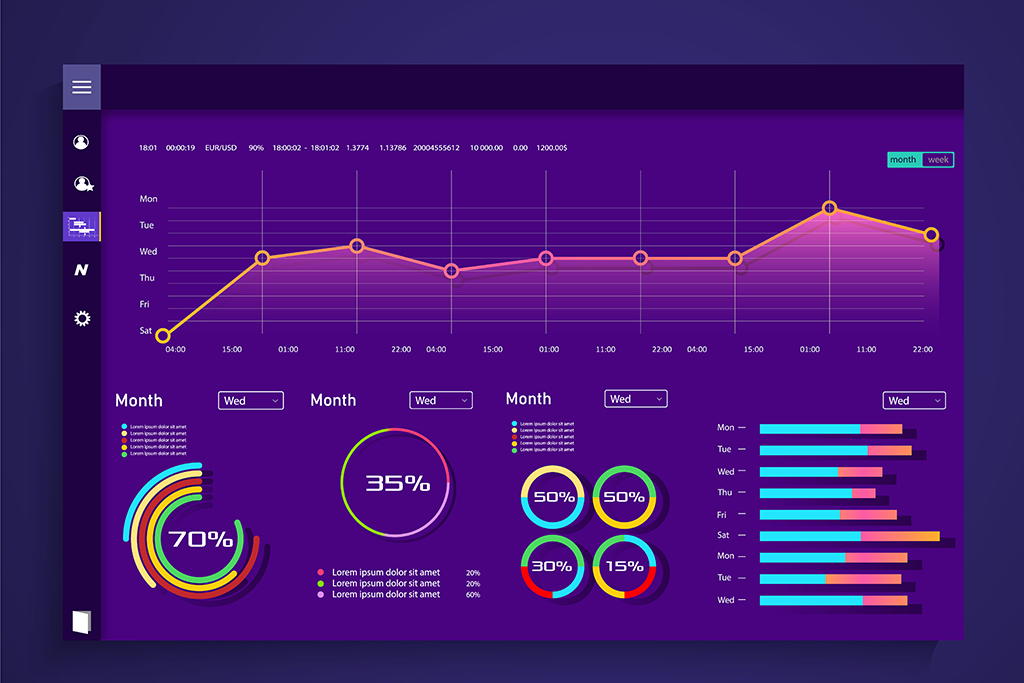 18:01 00:00:19 EUR/USD 90% 18:00:02 - 18:01:02 1.3774 1.13786 20004555612 10 000.00 0.00 1200.00$
month week
Mon
Tue
Wed
Thu
Fri
Sat
04:00 15:00 01:00 11:00 22:00 04:00 15:00 01:00 11:00 22:00 04:00 15:00 01:00 11:00 22:00
Month Wed
Lorem ipsum dolor sit amet
Lorem ipsum dolor sit amet
Lorem ipsum dolor sit amet
Lorem ipsum dolor sit amet
Lorem ipsum dolor sit amet
70%
Month Wed
35%
Lorem ipsum dolor sit amet 20%
Lorem ipsum dolor sit amet 20%
Lorem ipsum dolor sit amet 60%
Month Wed
Lorem ipsum dolor sit amet
Lorem ipsum dolor sit amet
Lorem ipsum dolor sit amet
Lorem ipsum dolor sit amet
Lorem ipsum dolor sit amet
50% 50%
30% 15%
Wed
Mon
Tue
Wed
Thu
Fri
Sat
Mon
Tue
Wed
N